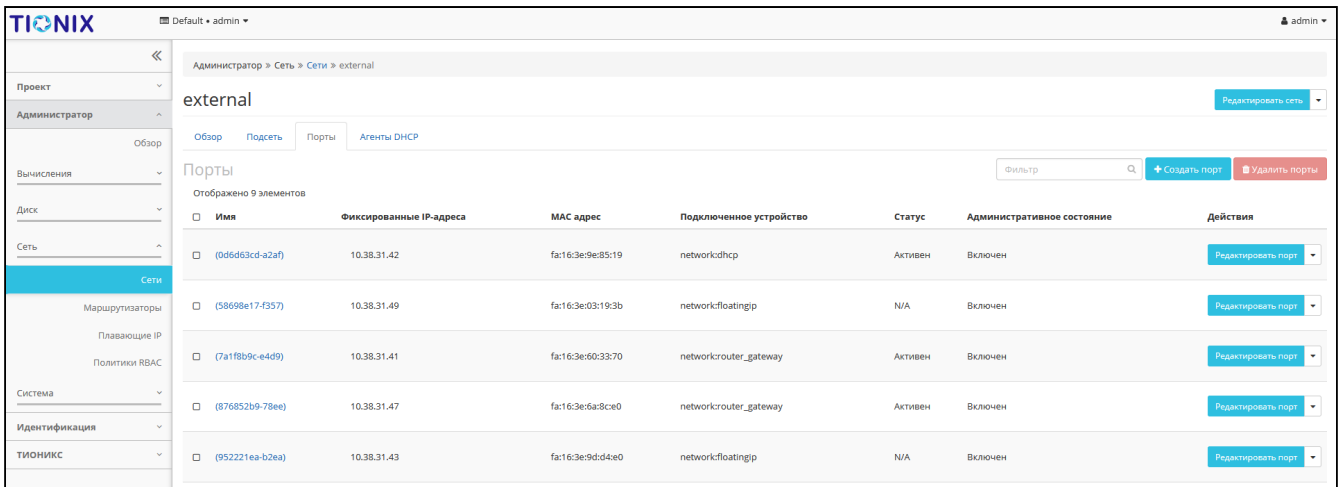 TIONIX
Default • admin
admin
Администратор » Сеть » Сети » external
Проект
Администратор
Обзор
Вычисления
Диск
Сеть
Сети
Маршрутизаторы
Плавающие IP
Политики RBAC
Система
Идентификация
ТИОНИКС
external
Редактировать сеть
Обзор Подсеть Порты Агенты DHCP
Порты
Фильтр
+ Создать порт
Удалить порты
Отображено 9 элементов
Имя Фиксированные IP-адреса MAC адрес Подключенное устройство Статус Административное состояние Действия
(0d6d63cd-a2af) 10.38.31.42 fa:16:3e:9e:85:19 network:dhcp Активен Включен Редактировать порт
(58698e17-f357) 10.38.31.49 fa:16:3e:03:19:3b network:floatingip N/A Включен Редактировать порт
(7a1f8b9c-e4d9) 10.38.31.41 fa:16:3e:60:33:70 network:router_gateway Активен Включен Редактировать порт
(876852b9-78ee) 10.38.31.47 fa:16:3e:6a:8c:e0 network:router_gateway Активен Включен Редактировать порт
(952221ea-b2ea) 10.38.31.43 fa:16:3e:9d:d4:e0 network:floatingip N/A Включен Редактировать порт